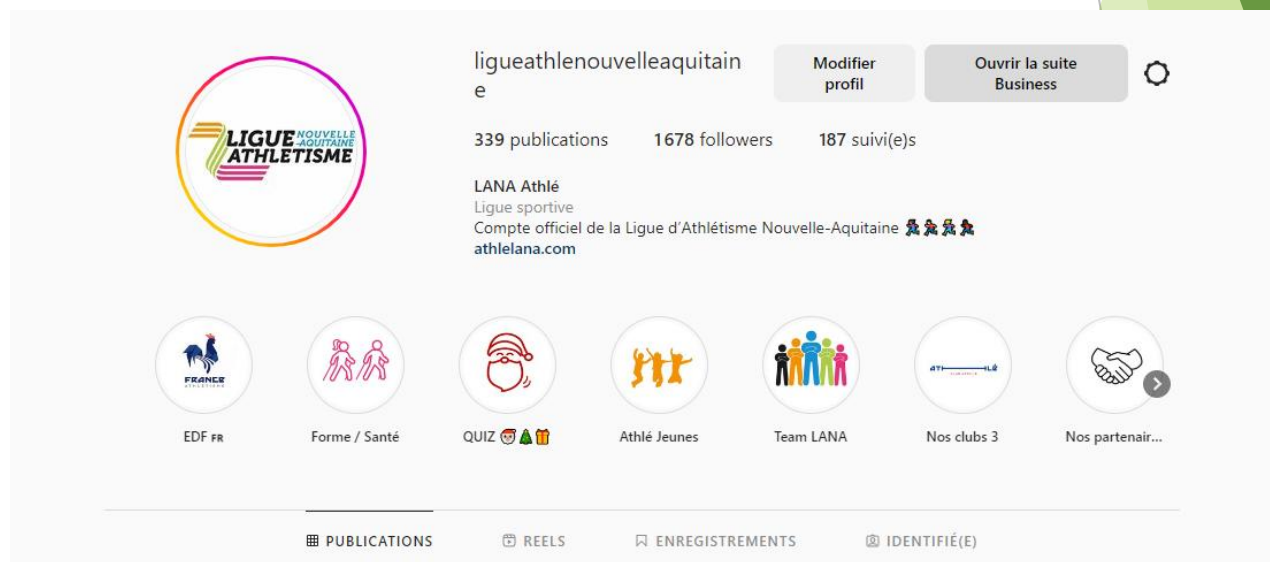 ligueathlenouvelleaquitain
e
Modifier
profil
Ouvrir la suite
Business
339 publications 1678 followers 187 suivi(e)s
LIGUE NOUVELLE
-AQUITAINE
ATHLÉTISME
LANA Athlé
Ligue sportive
Compte officiel de la Ligue d'Athlétisme Nouvelle-Aquitaine
athlelana.com
FRANCE
ATHLÉTISME
EDF FR
Forme / Santé
QUIZ 🎅🎄🎁
Athlé Jeunes
Team LANA
Nos clubs 3
Nos partenair...
PUBLICATIONS REELS ENREGISTREMENTS IDENTIFIÉ(E)